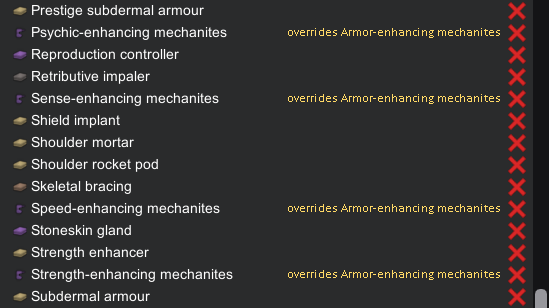 Prestige subdermal armour
Psychic-enhancing mechanites overrides Armor-enhancing mechanites
Reproduction controller
Retributive impaler
Sense-enhancing mechanites overrides Armor-enhancing mechanites
Shield implant
Shoulder mortar
Shoulder rocket pod
Skeletal bracing
Speed-enhancing mechanites overrides Armor-enhancing mechanites
Stoneskin gland
Strength enhancer
Strength-enhancing mechanites overrides Armor-enhancing mechanites
Subdermal armour